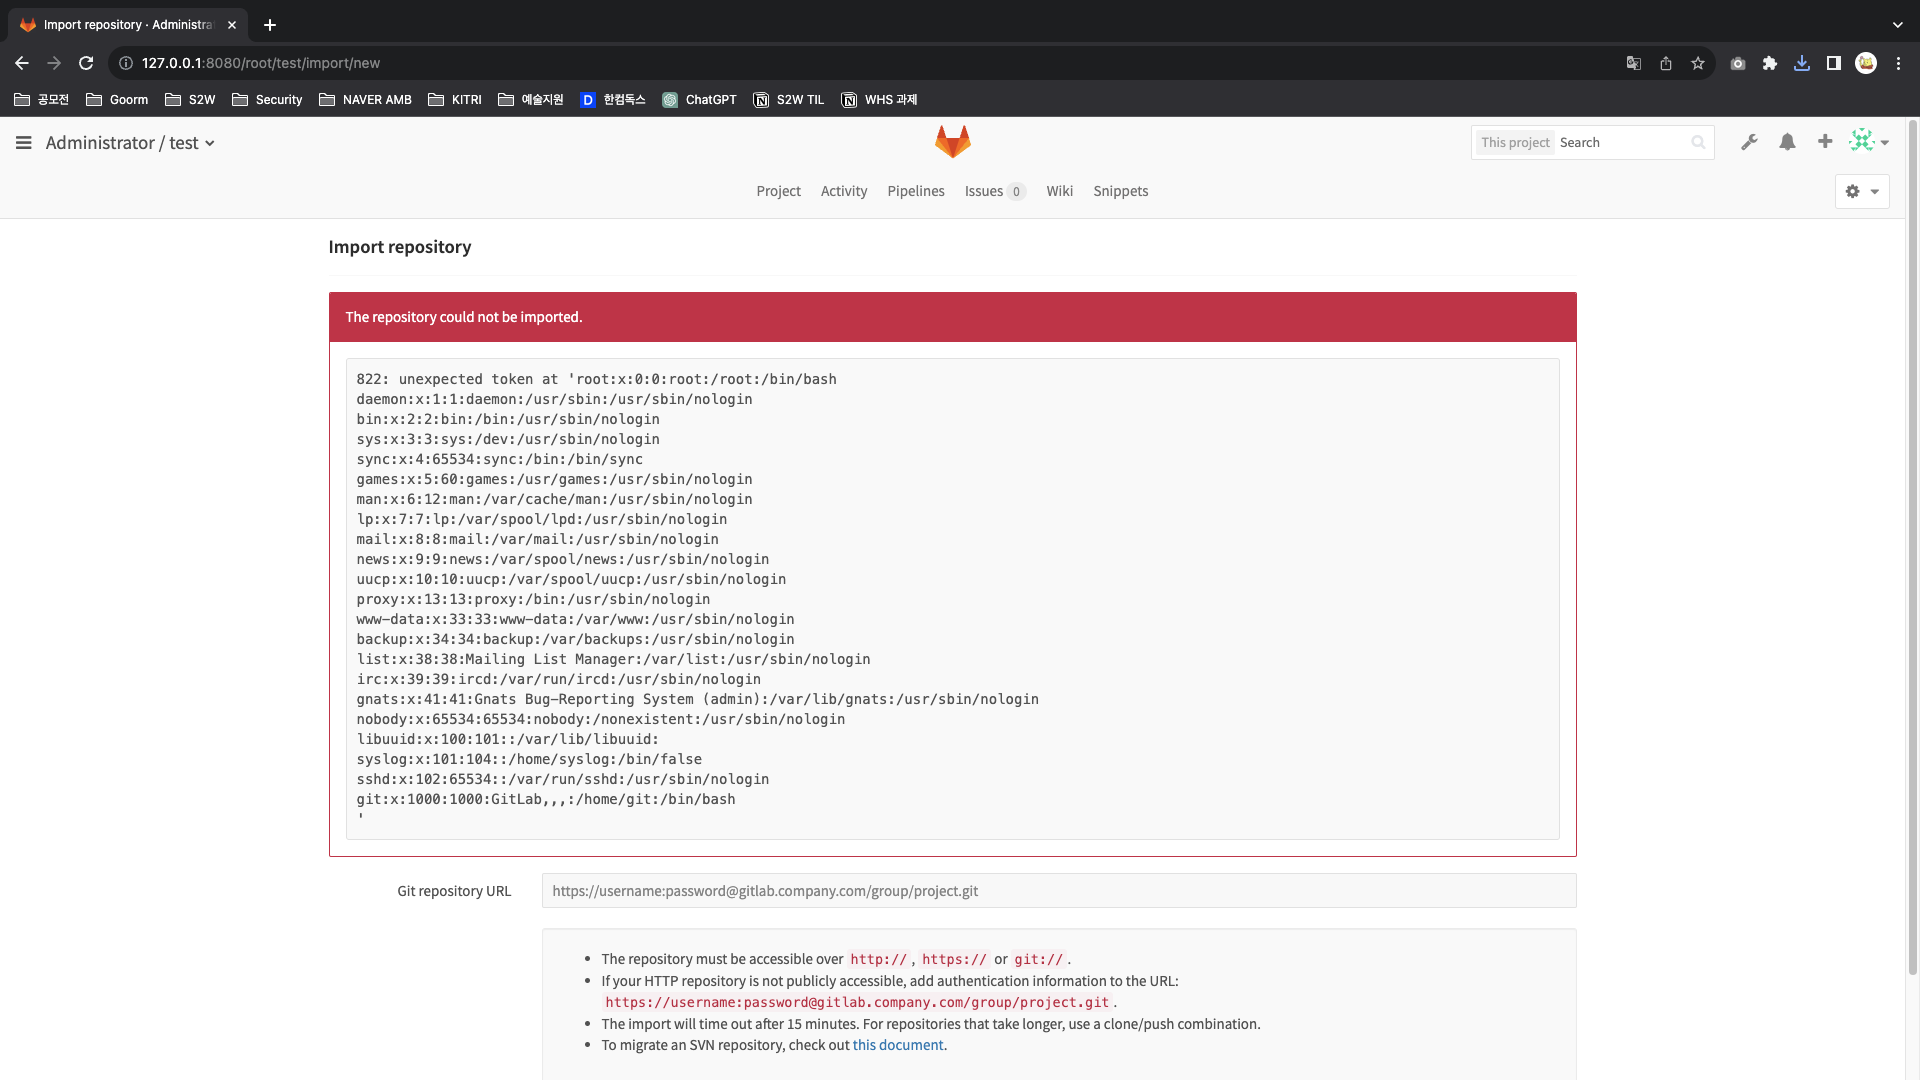 Import repository · Administra
127.0.0.1:8080/root/test/import/new
공모전 Goorm S2W Security NAVER AMB KITRI 예술지원 D 한컴독스 ChatGPT S2W TIL WHS 과제
Administrator / test This project Search
Project Activity Pipelines Issues 0 Wiki Snippets
Import repository
The repository could not be imported.
822: unexpected token at 'root:x:0:0:root:/root:/bin/bash
daemon:x:1:1:daemon:/usr/sbin:/usr/sbin/nologin
bin:x:2:2:bin:/bin:/usr/sbin/nologin
sys:x:3:3:sys:/dev:/usr/sbin/nologin
sync:x:4:65534:sync:/bin:/bin/sync
games:x:5:60:games:/usr/games:/usr/sbin/nologin
man:x:6:12:man:/var/cache/man:/usr/sbin/nologin
lp:x:7:7:lp:/var/spool/lpd:/usr/sbin/nologin
mail:x:8:8:mail:/var/mail:/usr/sbin/nologin
news:x:9:9:news:/var/spool/news:/usr/sbin/nologin
uucp:x:10:10:uucp:/var/spool/uucp:/usr/sbin/nologin
proxy:x:13:13:proxy:/bin:/usr/sbin/nologin
www-data:x:33:33:www-data:/var/www:/usr/sbin/nologin
backup:x:34:34:backup:/var/backups:/usr/sbin/nologin
list:x:38:38:Mailing List Manager:/var/list:/usr/sbin/nologin
irc:x:39:39:ircd:/var/run/ircd:/usr/sbin/nologin
gnats:x:41:41:Gnats Bug-Reporting System (admin):/var/lib/gnats:/usr/sbin/nologin
nobody:x:65534:65534:nobody:/nonexistent:/usr/sbin/nologin
libuuid:x:100:101::/var/lib/libuuid:
syslog:x:101:104::/home/syslog:/bin/false
sshd:x:102:65534::/var/run/sshd:/usr/sbin/nologin
git:x:1000:1000:GitLab,,,:/home/git:/bin/bash
'
Git repository URL https://username:password@gitlab.company.com/group/project.git
• The repository must be accessible over http://, https:// or git://.
• If your HTTP repository is not publicly accessible, add authentication information to the URL:
https://username:password@gitlab.company.com/group/project.git.
• The import will time out after 15 minutes. For repositories that take longer, use a clone/push combination.
• To migrate an SVN repository, check out this document.